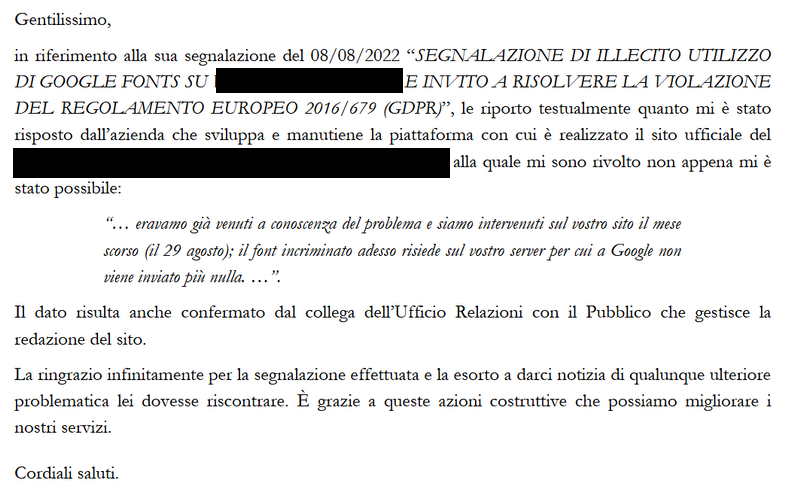 Gentilissimo,
in riferimento alla sua segnalazione del 08/08/2022 “SEGNALAZIONE DI ILLECITO UTILIZZO
DI GOOGLE FONTS SU E INVITO A RISOLVERE LA VIOLAZIONE
DEL REGOLAMENTO EUROPEO 2016/679 (GDPR)”, le riporto testualmente quanto mi è stato
risposto dall’azienda che sviluppa e manutiene la piattaforma con cui è realizzato il sito ufficiale del
alla quale mi sono rivolto non appena mi è
stato possibile:
“… eravamo già venuti a conoscenza del problema e siamo intervenuti sul vostro sito il mese
scorso (il 29 agosto); il font incriminato adesso risiede sul vostro server per cui a Google non
viene inviato più nulla. …”.
Il dato risulta anche confermato dal collega dell’Ufficio Relazioni con il Pubblico che gestisce la
redazione del sito.
La ringrazio infinitamente per la segnalazione effettuata e la esorto a darci notizia di qualunque ulteriore
problematica lei dovesse riscontrare. È grazie a queste azioni costruttive che possiamo migliorare i
nostri servizi.
Cordiali saluti.